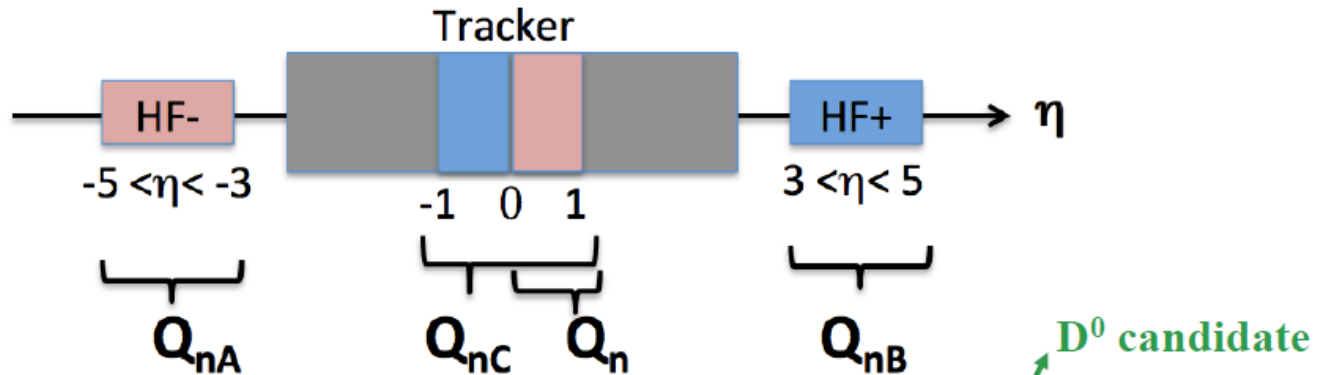 Tracker
HF-
HF+
η
-5 <η< -3
-1 0 1
3 <η< 5
QnA
QnC
Qn
QnB
D⁰ candidate